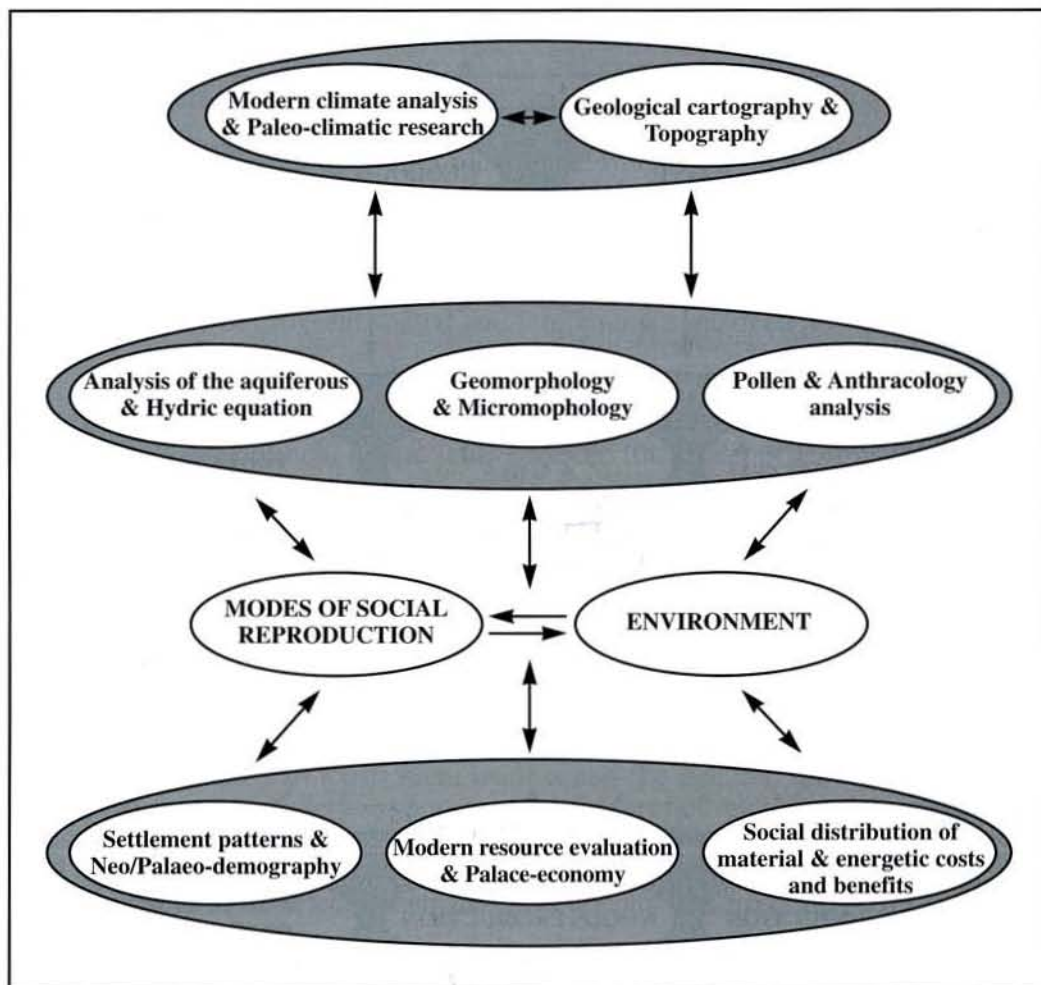 Modern climate analysis
& Paleo-climatic research
Geological cartography &
Topography
Analysis of the aquiferous
& Hydric equation
Geomorphology
& Micromophology
Pollen & Anthracology
analysis
MODES OF SOCIAL
REPRODUCTION
ENVIRONMENT
Settlement patterns &
Neo/Palaeo-demography
Modern resource evaluation
& Palace-economy
Social distribution of
material & energetic costs
and benefits